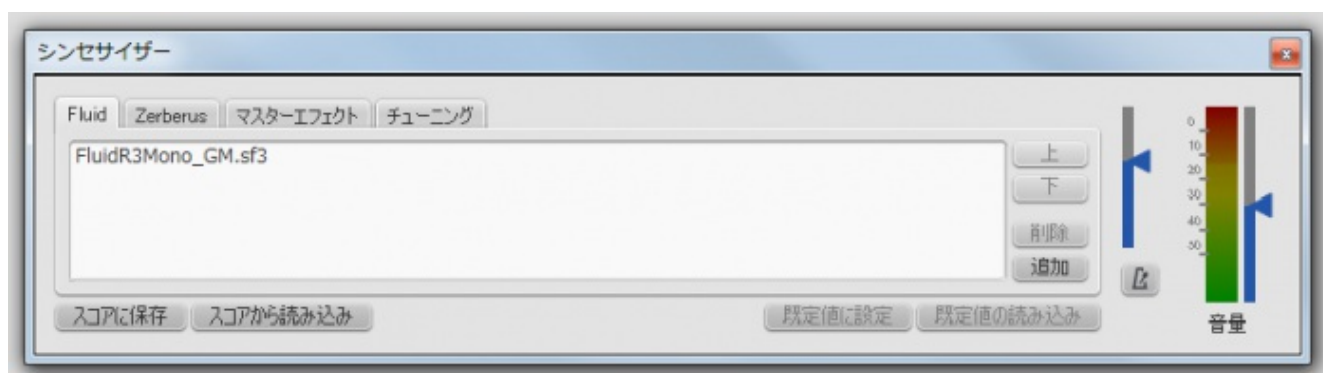 シンセサイザー
Fluid Zerberus マスターエフェクト チューニング
FluidR3Mono_GM.sf3
上
下
削除
追加
0
10
20
30
40
50
スコアに保存 スコアから読み込み 既定値に設定 既定値の読み込み
音量